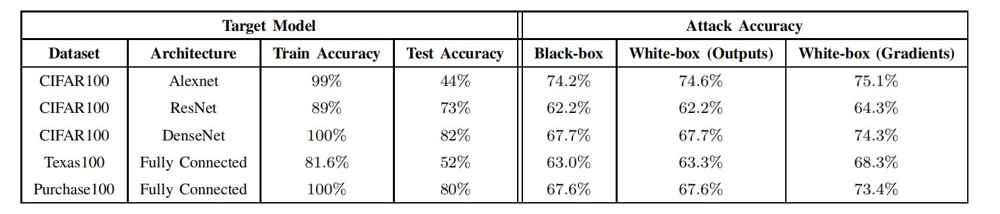 Target Model Attack Accuracy
Dataset Architecture Train Accuracy Test Accuracy Black-box White-box (Outputs) White-box (Gradients)
CIFAR100 Alexnet 99% 44% 74.2% 74.6% 75.1%
CIFAR100 ResNet 89% 73% 62.2% 62.2% 64.3%
CIFAR100 DenseNet 100% 82% 67.7% 67.7% 74.3%
Texas100 Fully Connected 81.6% 52% 63.0% 63.3% 68.3%
Purchase100 Fully Connected 100% 80% 67.6% 67.6% 73.4%